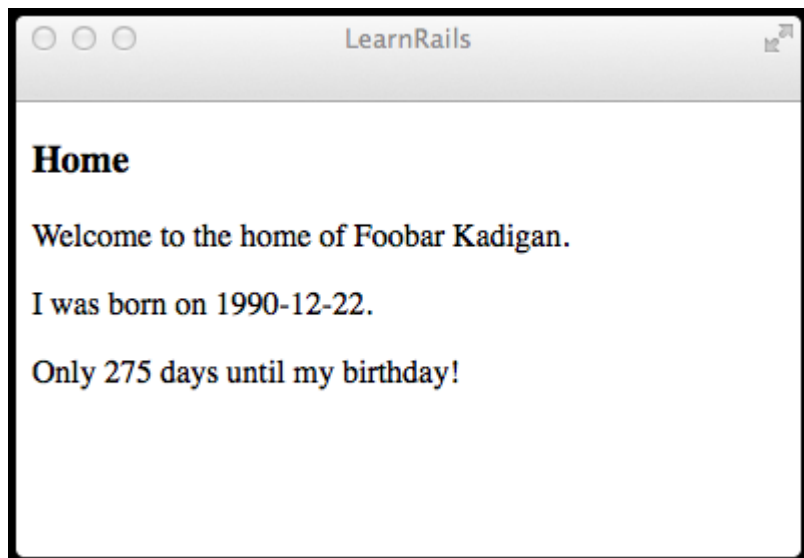 LearnRails
Home
Welcome to the home of Foobar Kadigan.
I was born on 1990-12-22.
Only 275 days until my birthday!